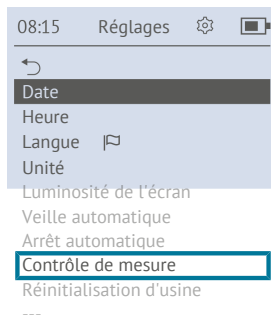 08:15 Réglages
Date
Heure
Langue
Unité
Luminosité de l'écran
Veille automatique
Arrêt automatique
Contrôle de mesure
Réinitialisation d'usine
---